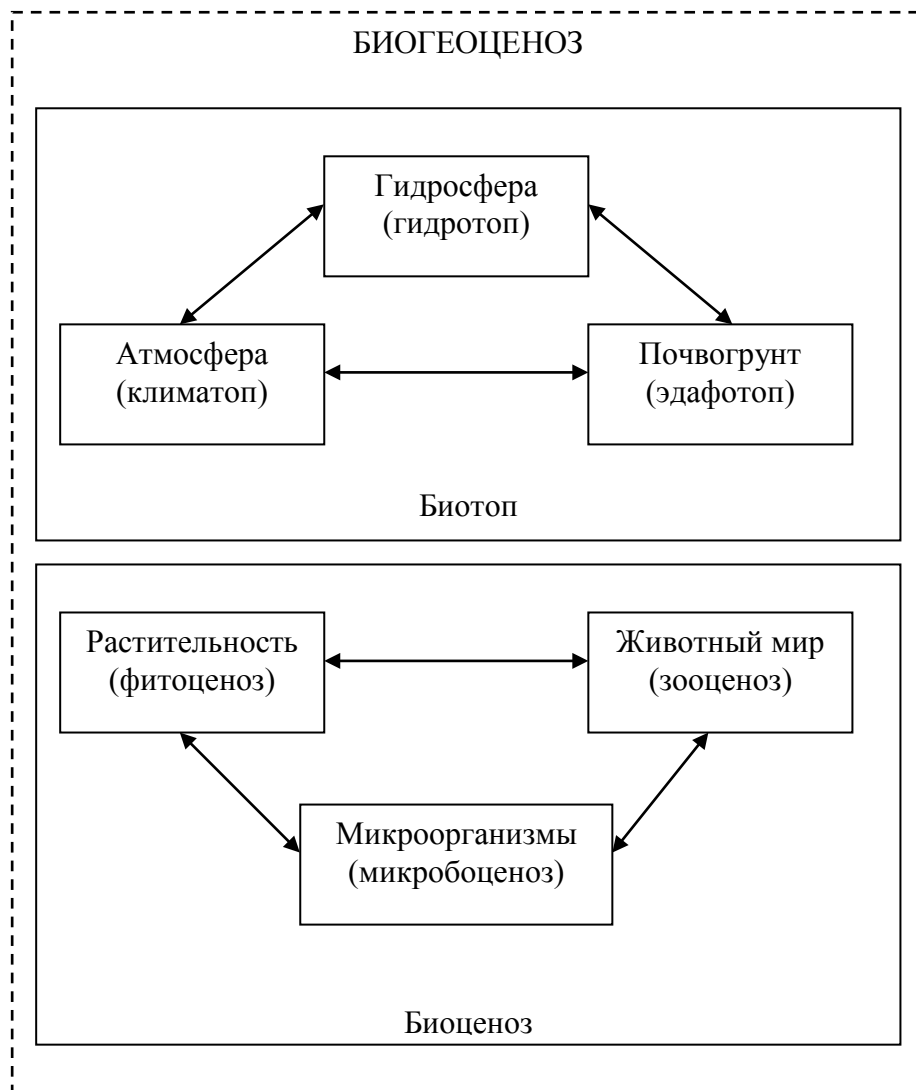 БИОГЕОЦЕНОЗ
Гидросфера
(гидротоп)
Атмосфера
(климатоп)
Почвогрунт
(эдафотоп)
Биотоп
Растительность
(фитоценоз)
Животный мир
(зооценоз)
Микроорганизмы
(микробоценоз)
Биоценоз